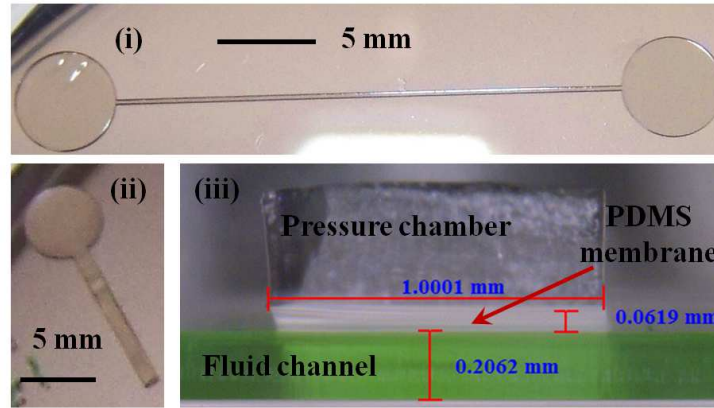 (i)
5 mm
(ii)
5 mm
(iii)
Pressure chamber
PDMS
membrane
1.0001 mm
0.0619 mm
Fluid channel
0.2062 mm